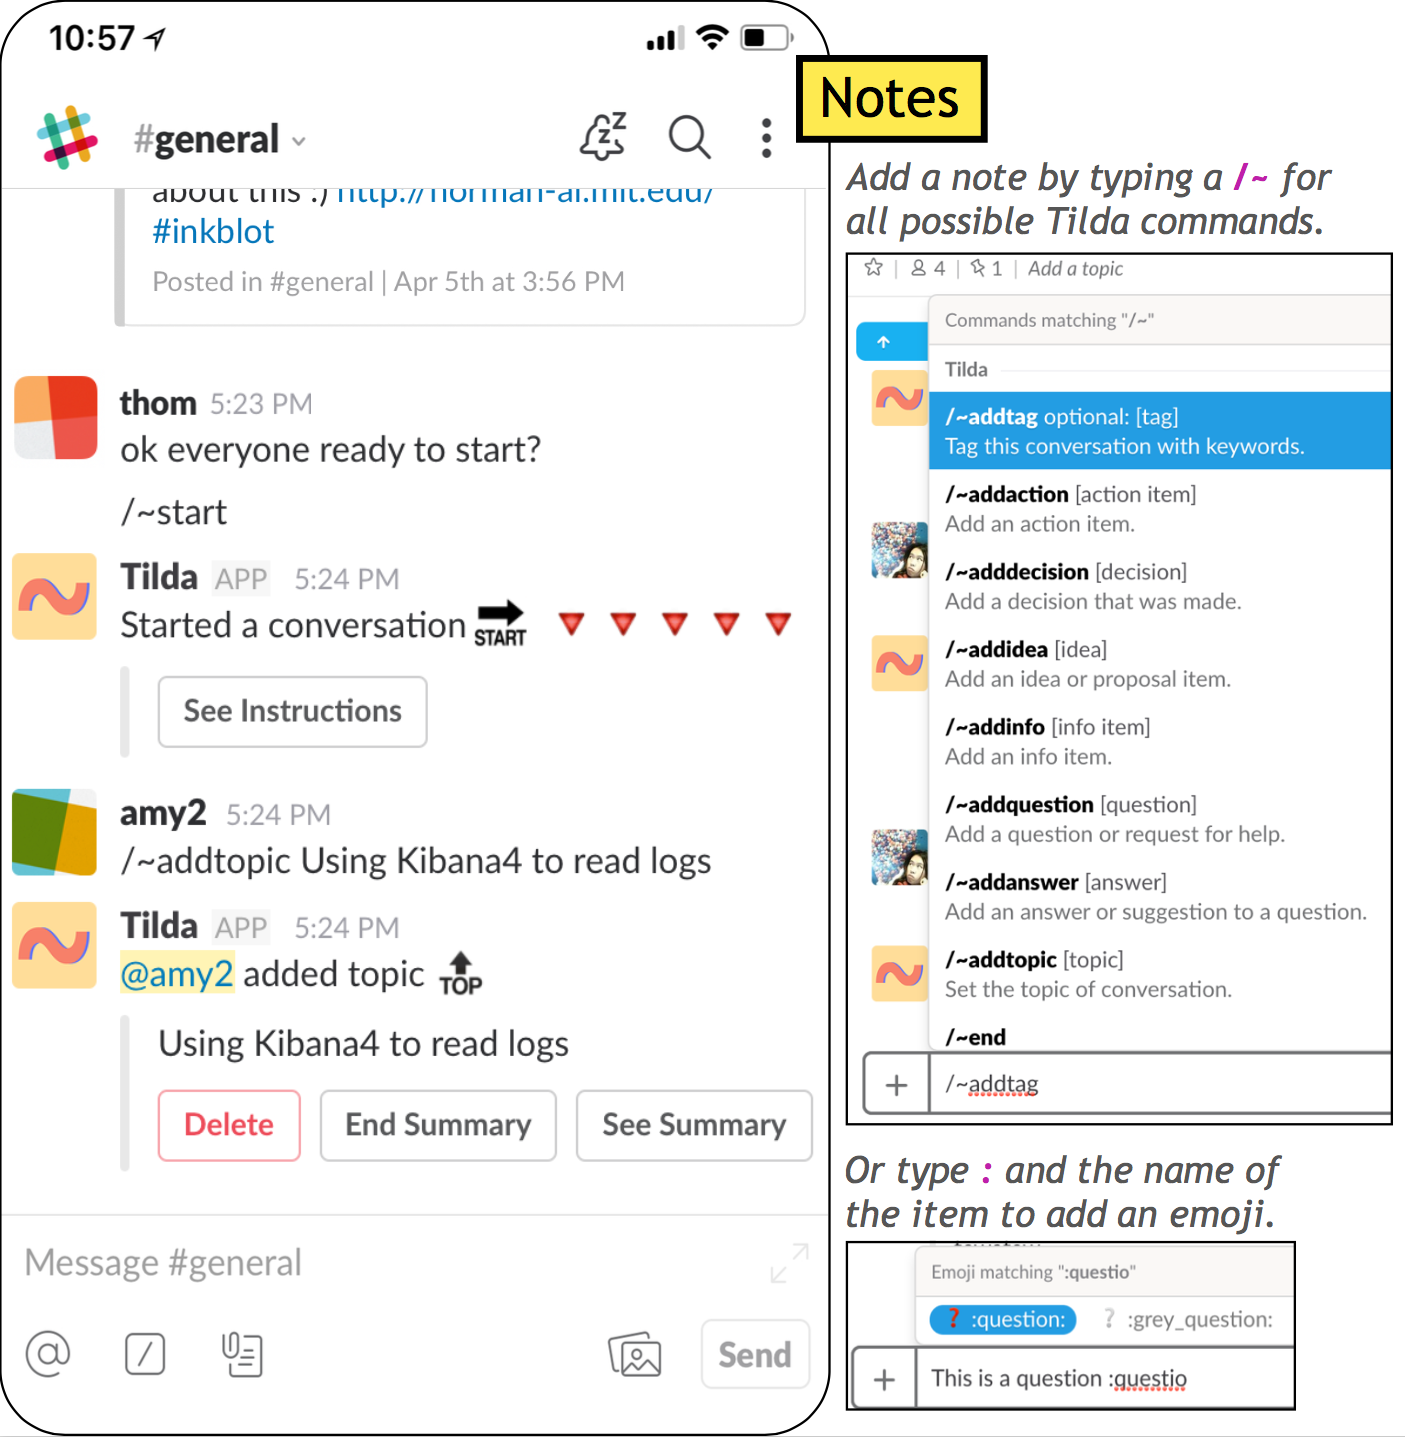 10:57
#general
about this :) http://norman-ai.mit.edu/
#inkblot
Posted in #general | Apr 5th at 3:56 PM
thom 5:23 PM
ok everyone ready to start?
/~start
Tilda APP 5:24 PM
Started a conversation START
See Instructions
amy2 5:24 PM
/~addtopic Using Kibana4 to read logs
Tilda APP 5:24 PM
@amy2 added topic TOP
Using Kibana4 to read logs
Delete End Summary See Summary
Message #general
Send
Notes
Add a note by typing a /~ for
all possible Tilda commands.
4 | 1 | Add a topic
Commands matching "/~"
Tilda
/~addtag optional: [tag]
Tag this conversation with keywords.
/~addaction [action item]
Add an action item.
/~adddecision [decision]
Add a decision that was made.
/~addidea [idea]
Add an idea or proposal item.
/~addinfo [info item]
Add an info item.
/~addquestion [question]
Add a question or request for help.
/~addanswer [answer]
Add an answer or suggestion to a question.
/~addtopic [topic]
Set the topic of conversation.
/~end
+ /~addtag
Or type : and the name of
the item to add an emoji.
Emoji matching ":questio"
? :question: ? :grey_question:
+ This is a question :questio